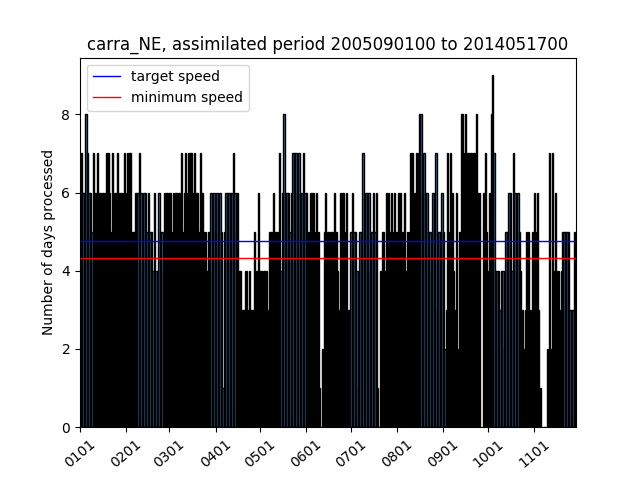 carra_NE, assimilated period 2005090100 to 2014051700
target speed
minimum speed
Number of days processed
8
6
4
2
0
0101 0201 0301 0401 0501 0601 0701 0801 0901 1001 1101